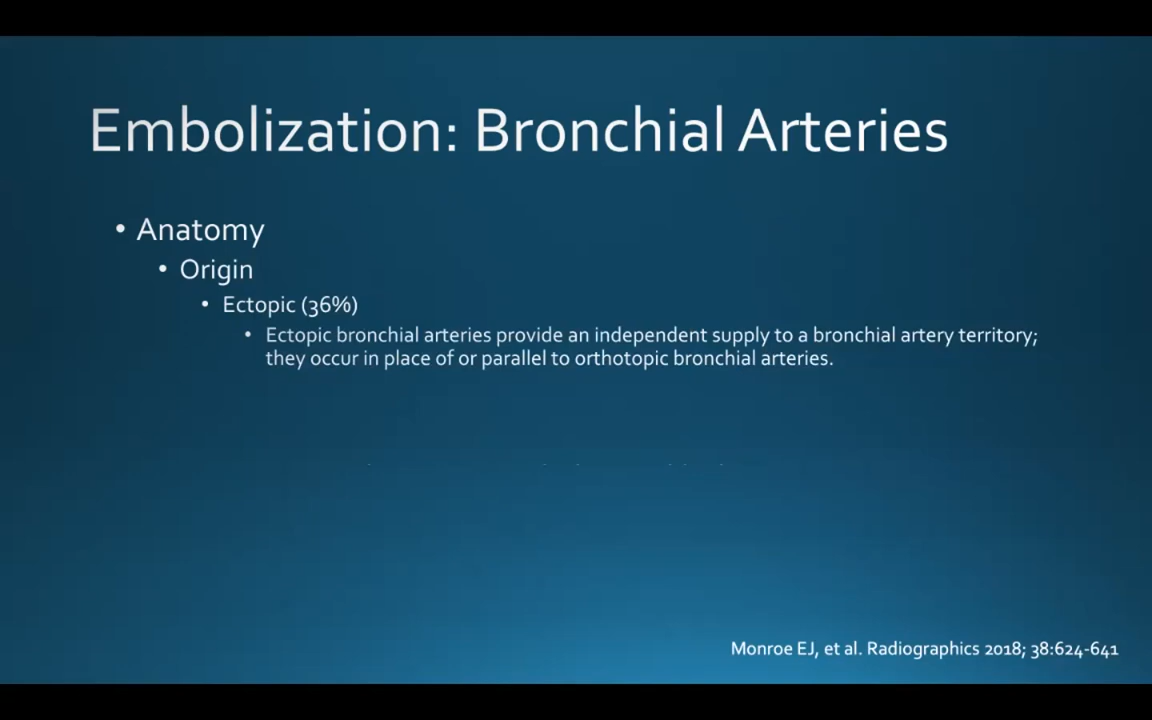 Embolization: Bronchial Arteries
• Anatomy
• Origin
• Ectopic (36%)
• Ectopic bronchial arteries provide an independent supply to a bronchial artery territory;
they occur in place of or parallel to orthotopic bronchial arteries.
Monroe EJ, et al. Radiographics 2018; 38:624-641